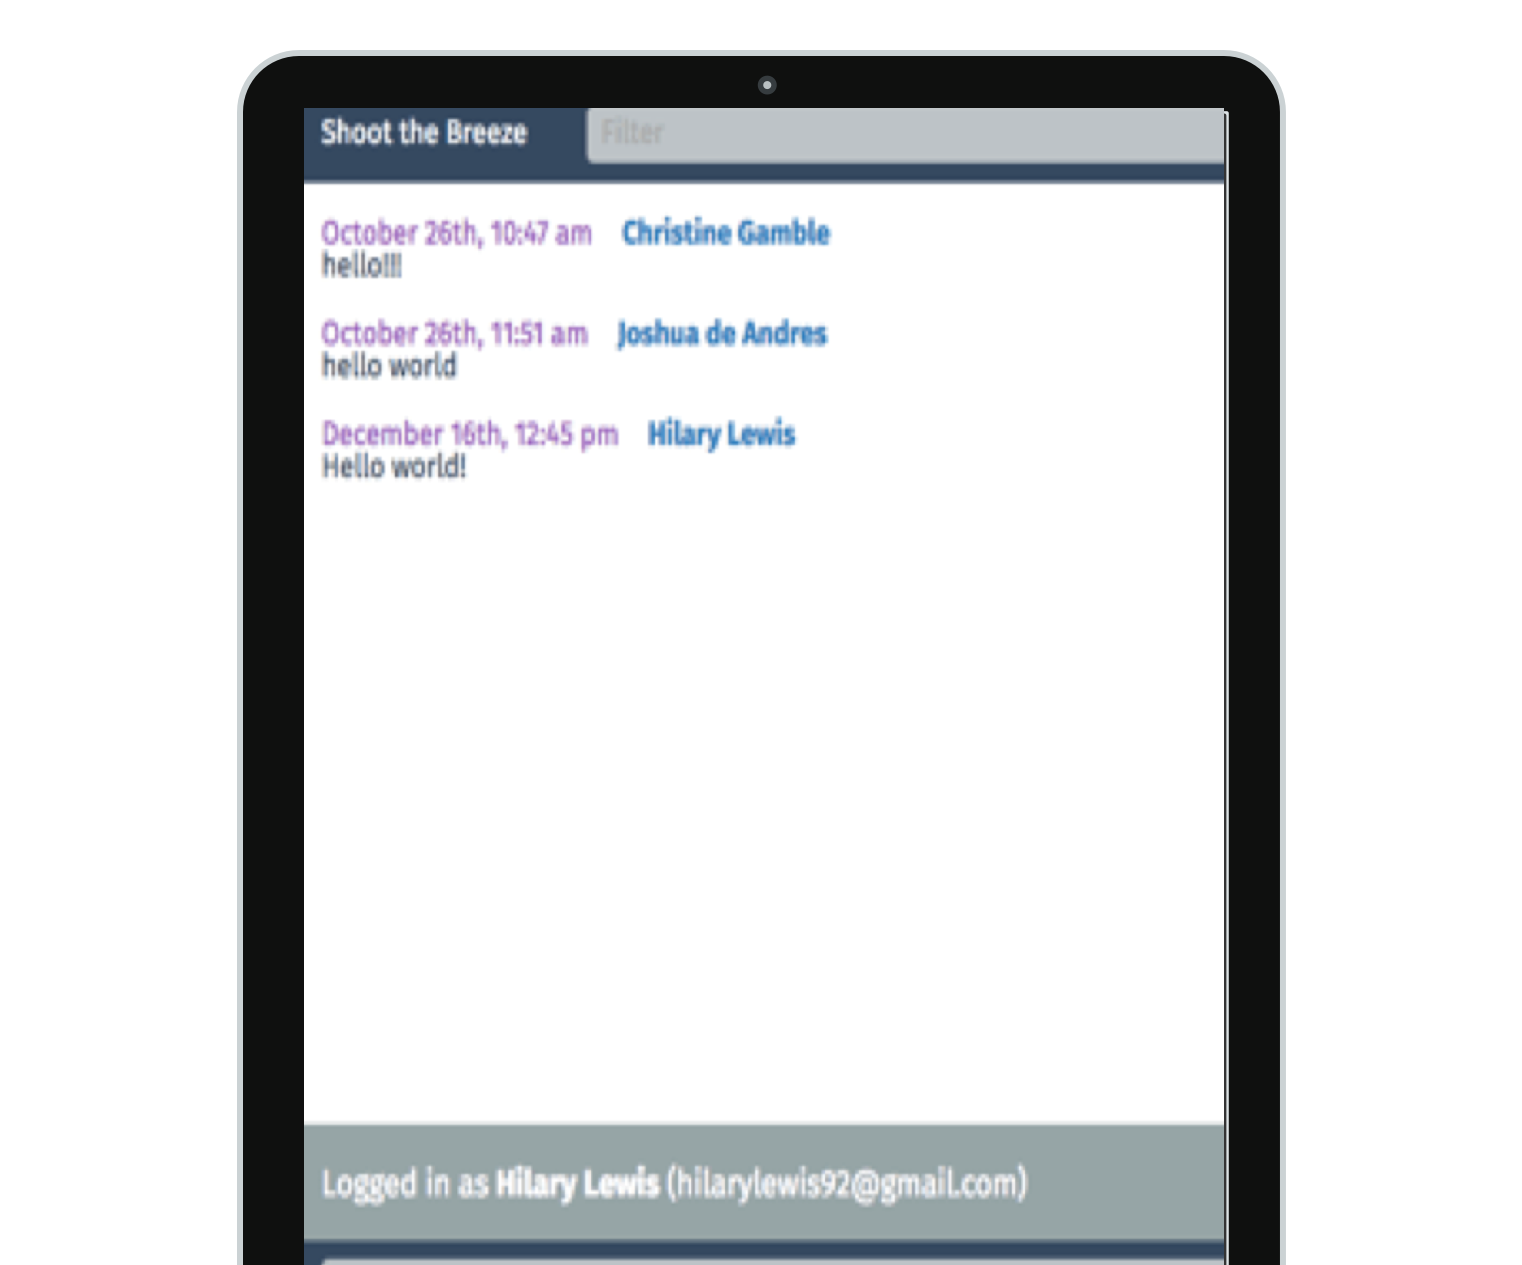 Shoot the Breeze Filter
October 26th, 10:47 am Christine Gamble
hello!!!
October 26th, 11:51 am Joshua de Andres
hello world
December 16th, 12:45 pm Hilary Lewis
Hello world!
Logged in as Hilary Lewis (hilarylewis92@gmail.com)